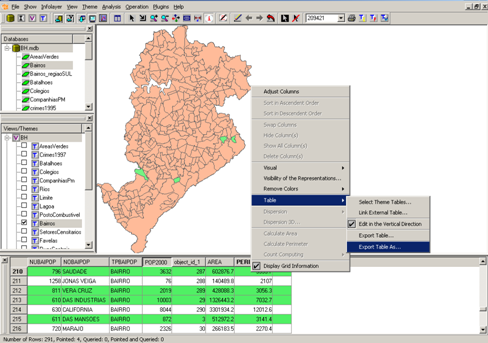 File Show Infolayer View Theme Analysis Operation Plugins Help
209421
Databases
BH.mdb
AreasVerdes
Bairros
Bairros_regiaoSUL
Batalhoes
Colegios
CompanhiasPM
crimes1995
Views/Themes
BH
AreasVerdes
Crimes1997
Batalhoes
Colegios
CompanhiasPm
Rios
Limite
Lagoa
PostoCombustivel
Bairros
SetoresCensitarios
Favelas
Adjust Columns
Sort in Ascendent Order
Sort in Descendent Order
Swap Columns
Hide Column(s)
Show All Column(s)
Delete Column(s)
Visual
Visibility of the Representations...
Remove Colors
Table
Dispersion
Dispersion 3D...
Calculate Area
Calculate Perimeter
Count Computing
Display Grid Information
Select Theme Tables...
Link External Table...
Edit in the Vertical Direction
Export Table...
Export Table As...
NUBAIPOP NOBAIPOP TPBAIPOP POP2000 object_id_1 AREA
210 796 SAUDADE BAIRRO 3632 287 602876.7
211 1258 JONAS VEIGA BAIRRO 76 288 140489.8 2107
212 811 VERA CRUZ BAIRRO 2019 289 428088.3 3056.3
213 610 DAS INDUSTRIAS BAIRRO 10003 29 1326443.2 7032.7
214 630 CALIFORNIA BAIRRO 8044 290 3301934.2 12012.6
215 611 DAS MANSOES BAIRRO 872 3 512972.2 3141.4
216 720 MARAJO BAIRRO 2326 30 266183.5 2270.4
Number of Rows: 291, Pointed: 4, Queried: 0, Pointed and Queried: 0